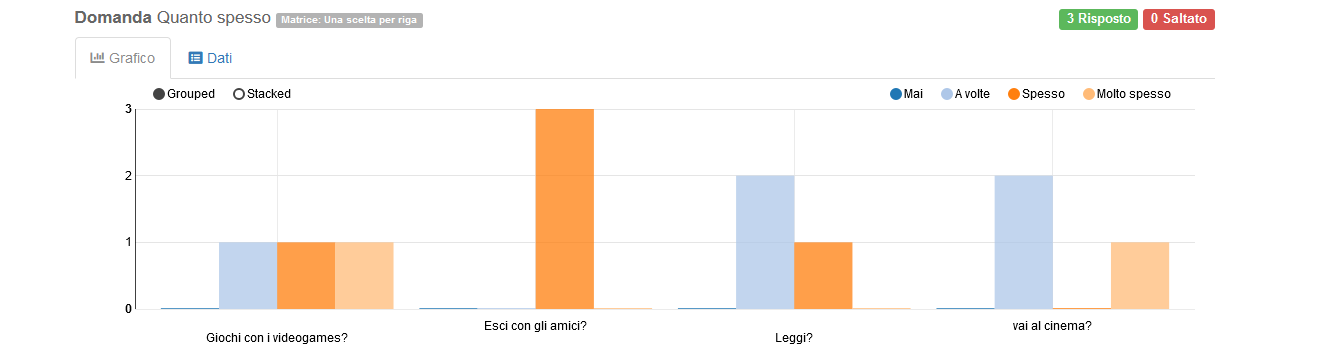 Domanda Quanto spesso Matrice: Una scelta per riga 3 Risposto 0 Saltato
Grafico Dati
Grouped Stacked Mai A volte Spesso Molto spesso
3
2
1
0
Esci con gli amici? vai al cinema?
Giochi con i videogames? Leggi?